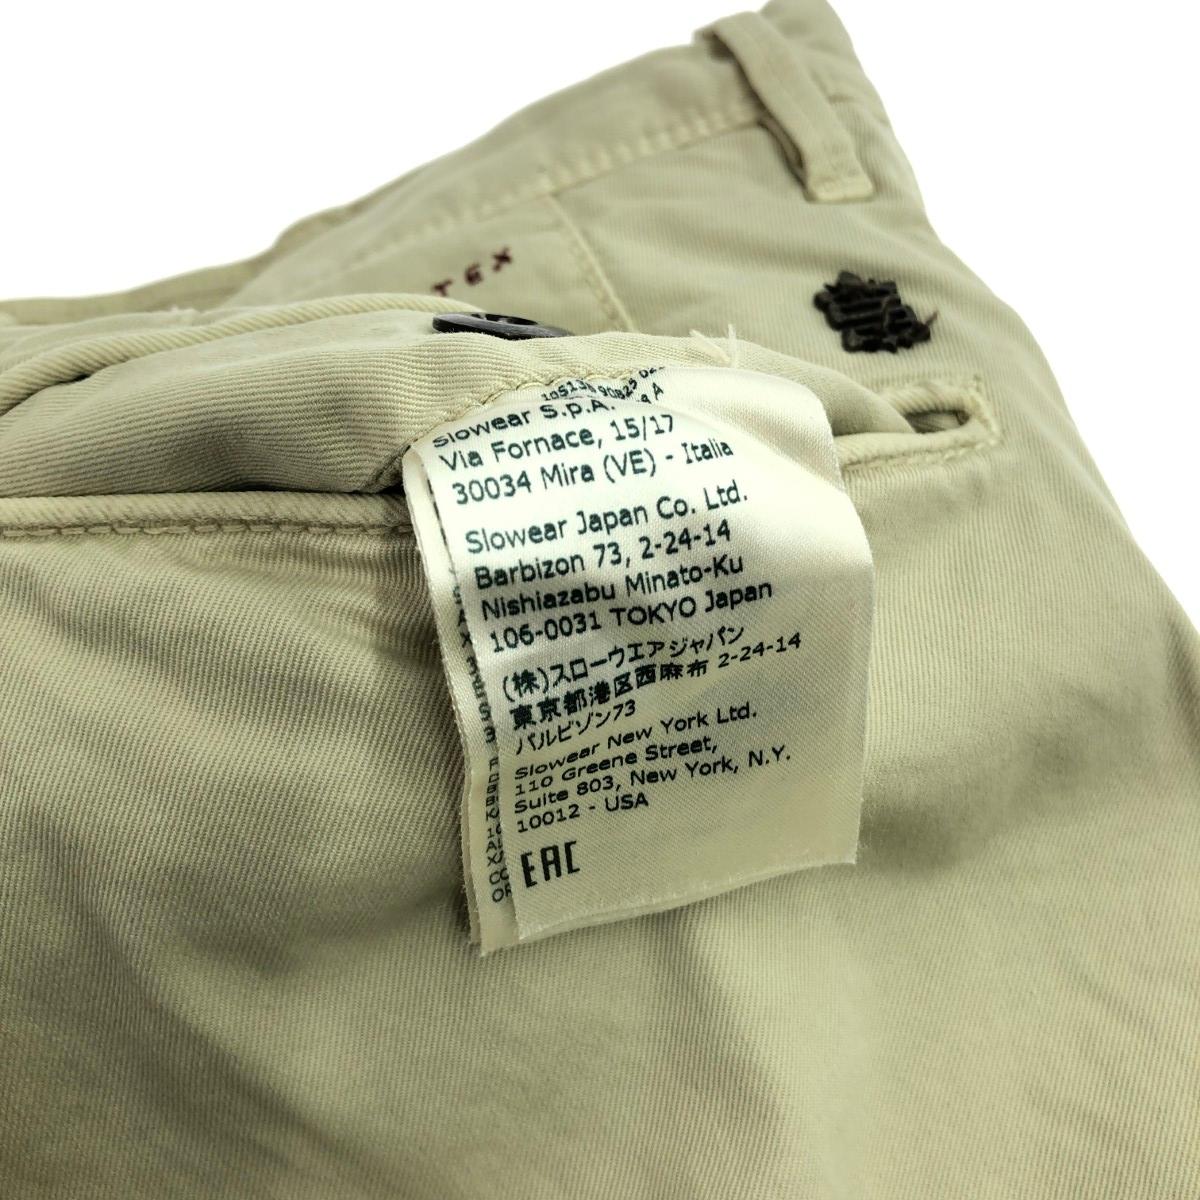 TEX
Slowear S.p.A.
Via Fornace, 15/17
30034 Mira (VE) - Italia
Slowear Japan Co. Ltd.
Barbizon 73, 2-24-14
Nishiazabu Minato-Ku
106-0031 TOKYO Japan
(株)スローウエアジャパン
東京都港区西麻布 2-24-14
バルビゾン73
Slowear New York Ltd.
110 Greene Street,
Suite 803, New York, N.Y.
10012 - USA
EAC